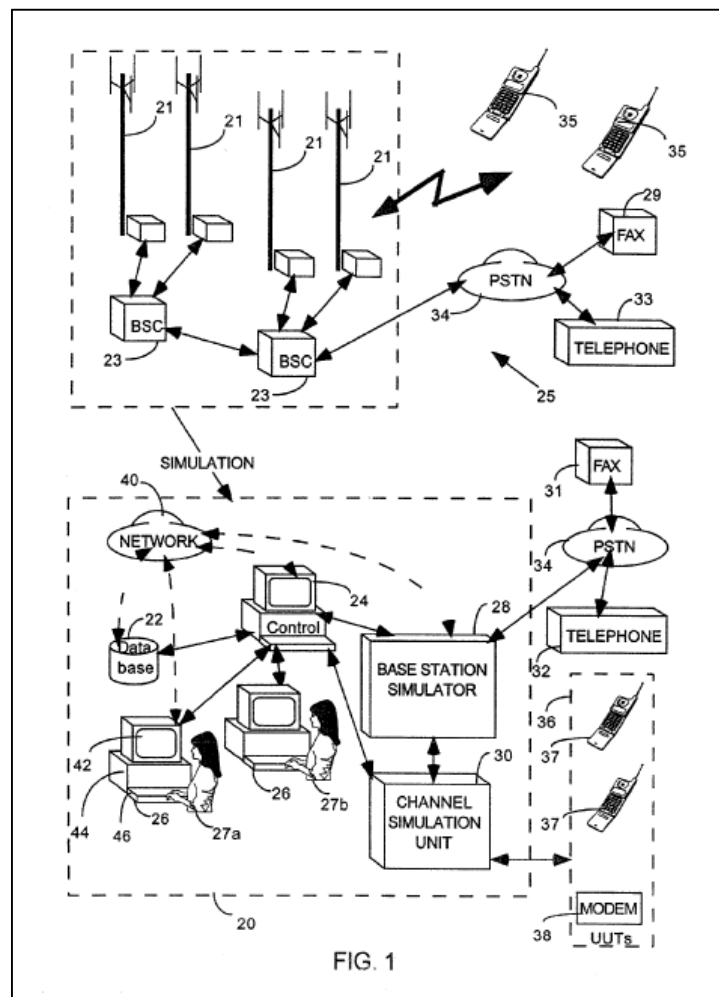 21
21
21
21
35
35
29
FAX
PSTN
34
33
TELEPHONE
BSC
23
BSC
23
25
SIMULATION
40
NETWORK
31
FAX
34
PSTN
24
Control
28
22
Data
base
BASE STATION
SIMULATOR
TELEPHONE
32
36
37
42
44
46
26
27a
26
27b
30
CHANNEL
SIMULATION
UNIT
37
20
38
MODEM
UUTs
FIG. 1